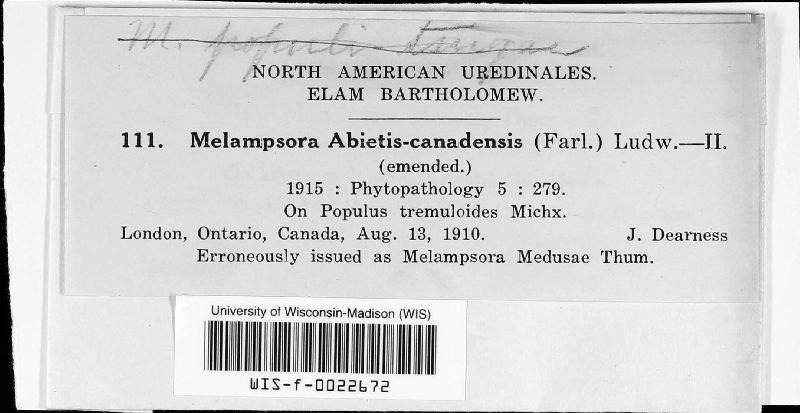 M. populi
NORTH AMERICAN UREDINALES.
ELAM BARTHOLOMEW.
111. Melampsora Abietis-canadensis (Farl.) Ludw.—II.
(emended.)
1915 : Phytopathology 5 : 279.
On Populus tremuloides Michx.
London, Ontario, Canada, Aug. 13, 1910. J. Dearness
Erroneously issued as Melampsora Medusae Thum.
University of Wisconsin-Madison (WIS)
WIS-f-0022672